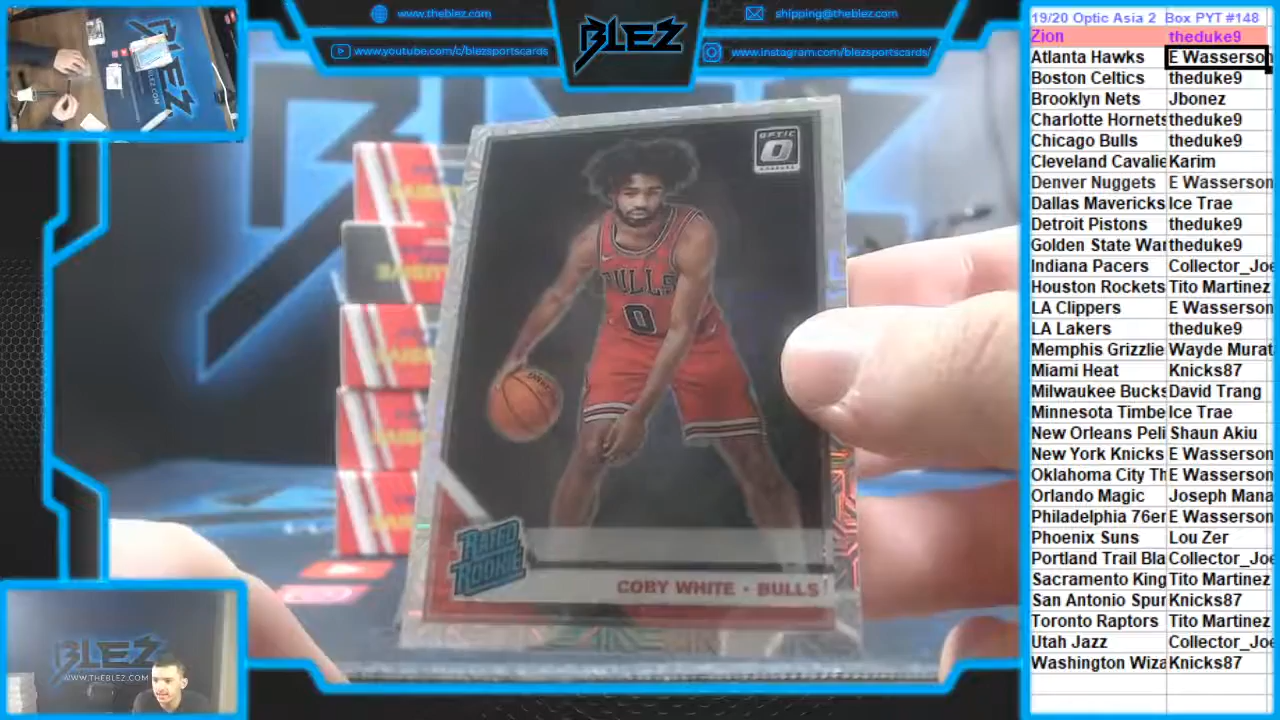 www.theblez.com
www.youtube.com/c/blezsportscards
BLEZ
shipping@theblez.com
www.instagram.com/blezsportscards/
OPTIC
BULLS
0
RATED
ROOKIE
COBY WHITE · BULLS
BLEZ
WWW.THEBLEZ.COM
19/20 Optic Asia 2 Box PYT #148
Zion theduke9
Atlanta Hawks E Wasserson
Boston Celtics theduke9
Brooklyn Nets Jbonez
Charlotte Hornets theduke9
Chicago Bulls theduke9
Cleveland Cavalie Karim
Denver Nuggets E Wasserson
Dallas Mavericks Ice Trae
Detroit Pistons theduke9
Golden State War theduke9
Indiana Pacers Collector_Joe
Houston Rockets Tito Martinez
LA Clippers E Wasserson
LA Lakers theduke9
Memphis Grizzlie Wayde Murat
Miami Heat Knicks87
Milwaukee Bucks David Trang
Minnesota Timbe Ice Trae
New Orleans Peli Shaun Akiu
New York Knicks E Wasserson
Oklahoma City Th E Wasserson
Orlando Magic Joseph Mana
Philadelphia 76er E Wasserson
Phoenix Suns Lou Zer
Portland Trail Bla Collector_Joe
Sacramento King Tito Martinez
San Antonio Spur Knicks87
Toronto Raptors Tito Martinez
Utah Jazz Collector_Joe
Washington Wiza Knicks87